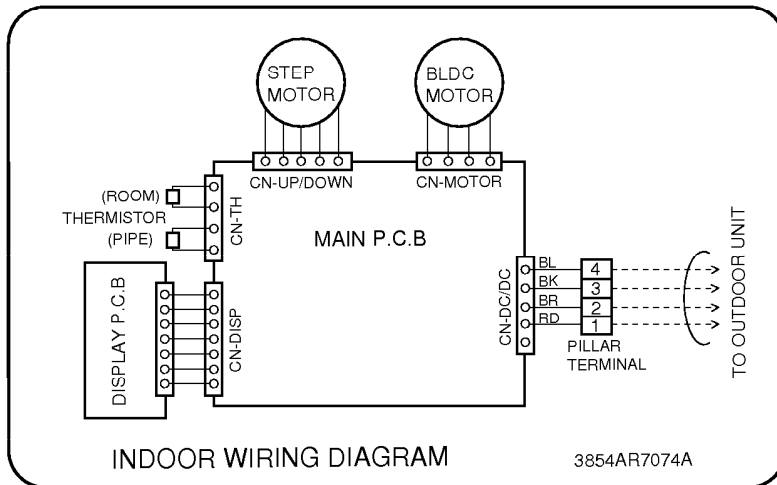 STEP
MOTOR
BLDC
MOTOR
CN-UP/DOWN
CN-MOTOR
(ROOM)
THERMISTOR
(PIPE)
CN-TH
MAIN P.C.B
DISPLAY P.C.B
CN-DISP
CN-DC/DC
BL
4
BK
3
BR
2
RD
1
PILLAR
TERMINAL
TO OUTDOOR UNIT
INDOOR WIRING DIAGRAM
3854AR7074A